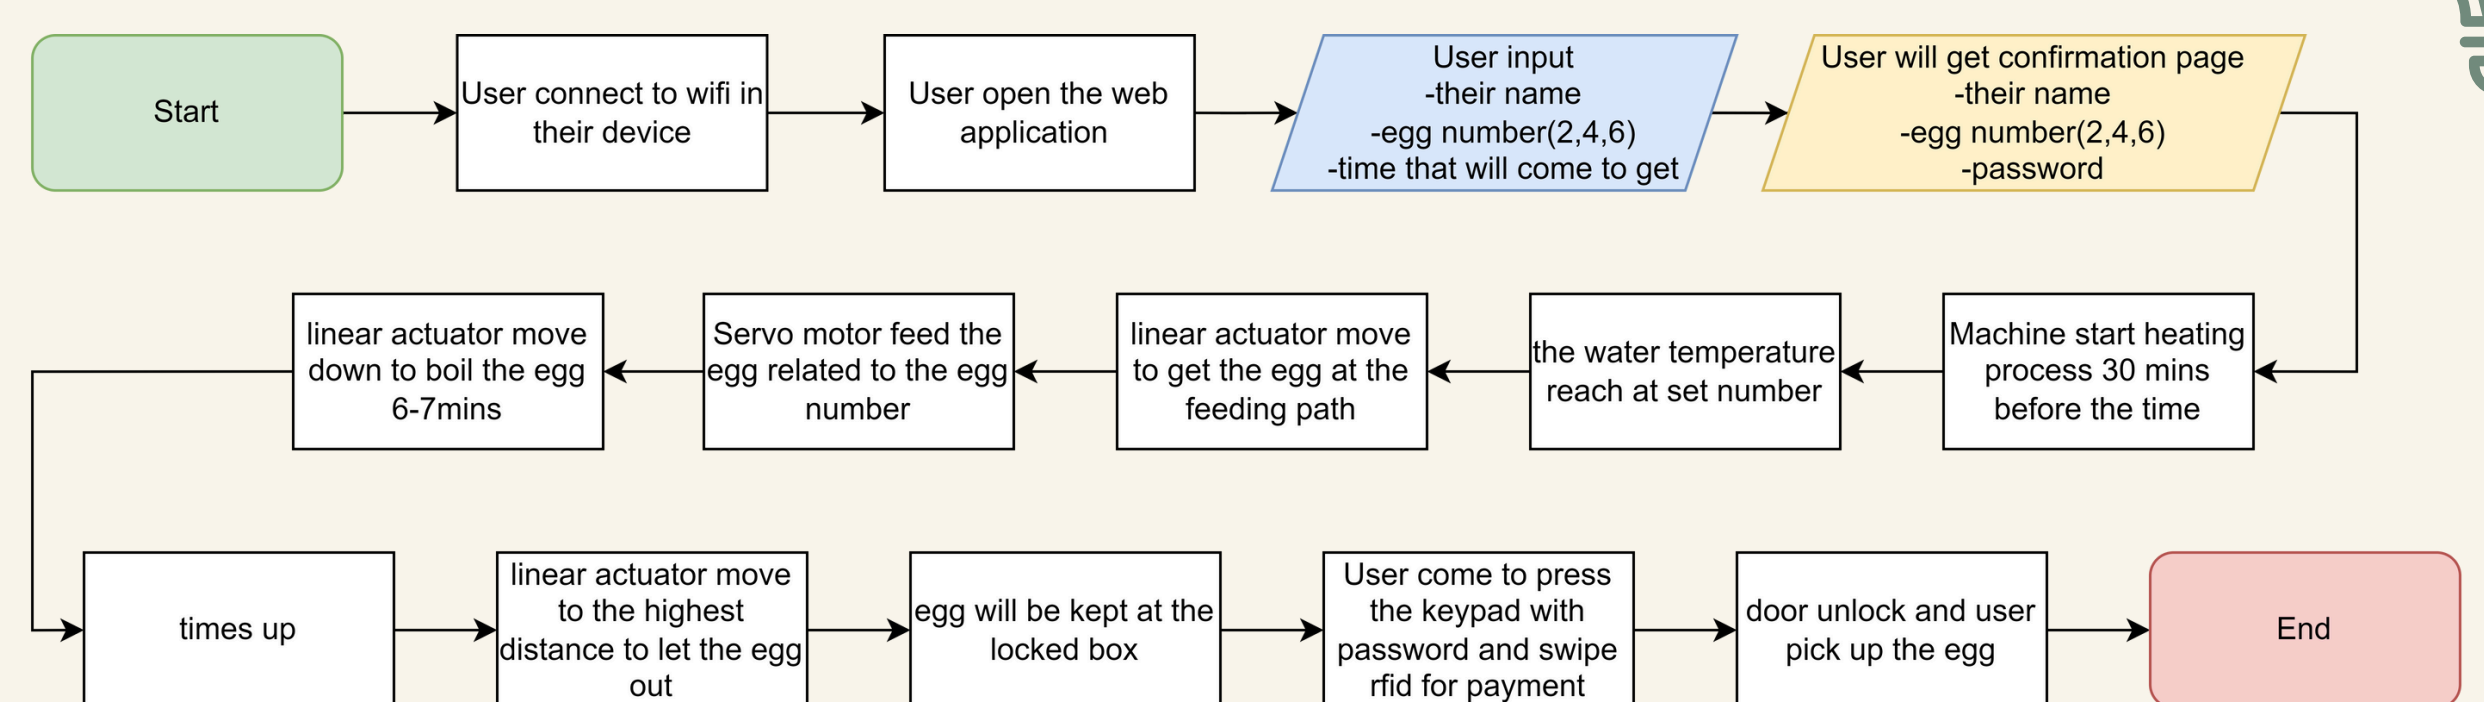 Start
User connect to wifi in
their device
User open the web
application
User input
-their name
-egg number(2,4,6)
-time that will come to get
User will get confirmation page
-their name
-egg number(2,4,6)
-password
Machine start heating
process 30 mins
before the time
the water temperature
reach at set number
linear actuator move
to get the egg at the
feeding path
Servo motor feed the
egg related to the egg
number
linear actuator move
down to boil the egg
6-7mins
times up
linear actuator move
to the highest
distance to let the egg
out
egg will be kept at the
locked box
User come to press
the keypad with
password and swipe
rfid for payment
door unlock and user
pick up the egg
End